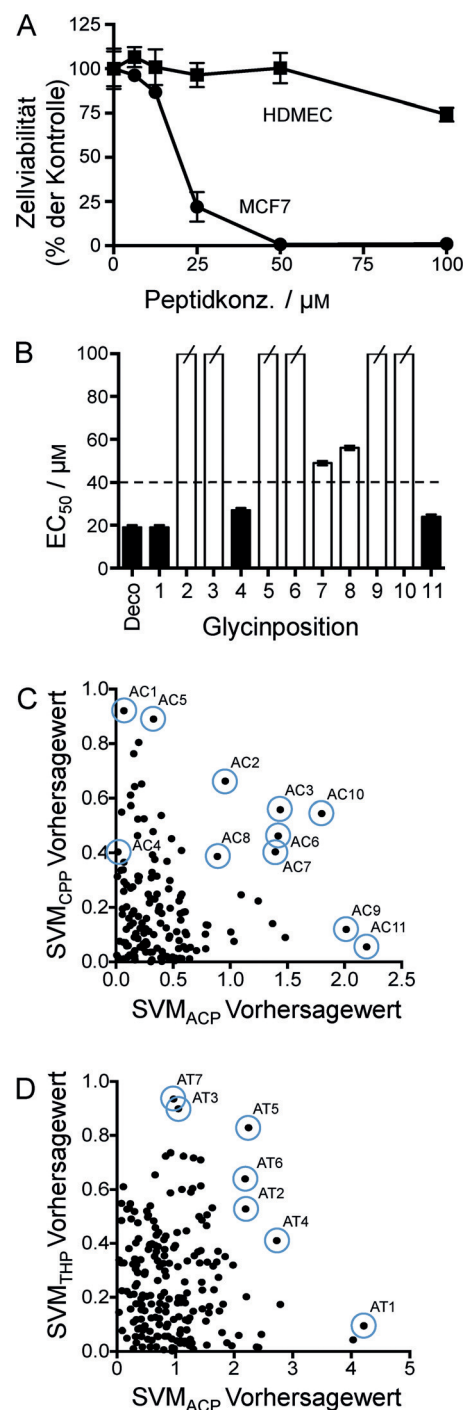 A
125
100
75
50
25
0
Zellviabilität
(% der Kontrolle)
HDMEC
MCF7
0 25 50 75 100
Peptidkonz. / µM
B
100
80
60
40
20
0
EC50 / µM
Deco 1 2 3 4 5 6 7 8 9 10 11
Glycinposition
C
1.0
0.8
0.6
0.4
0.2
0.0
SVMCPP Vorhersagewert
AC1
AC5
AC2
AC3
AC10
AC4
AC8
AC6
AC7
AC9
AC11
0.0 0.5 1.0 1.5 2.0 2.5
SVMACP Vorhersagewert
D
1.0
0.8
0.6
0.4
0.2
0.0
SVMTHP Vorhersagewert
AT7
AT3
AT5
AT6
AT2
AT4
AT1
0 1 2 3 4 5
SVMACP Vorhersagewert